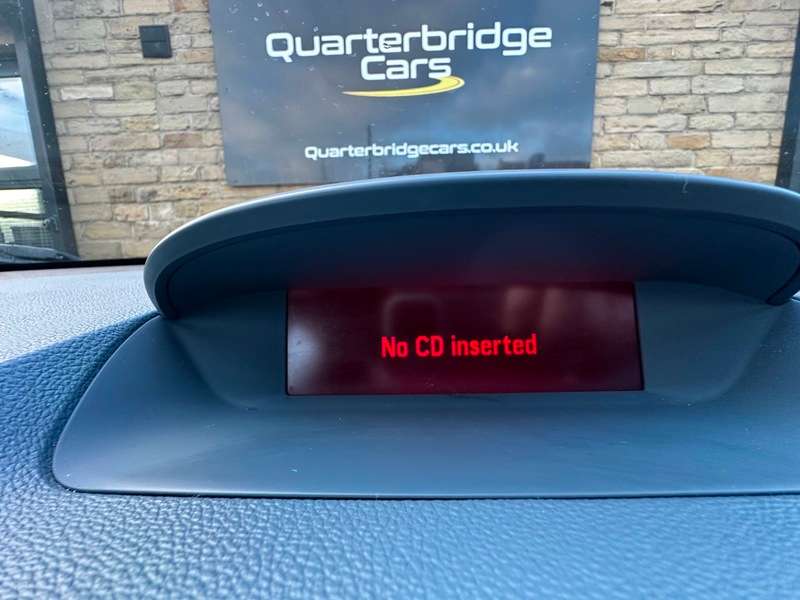 Quarterbridge
Cars
Quarterbridgecars.co.uk
No CD inserted